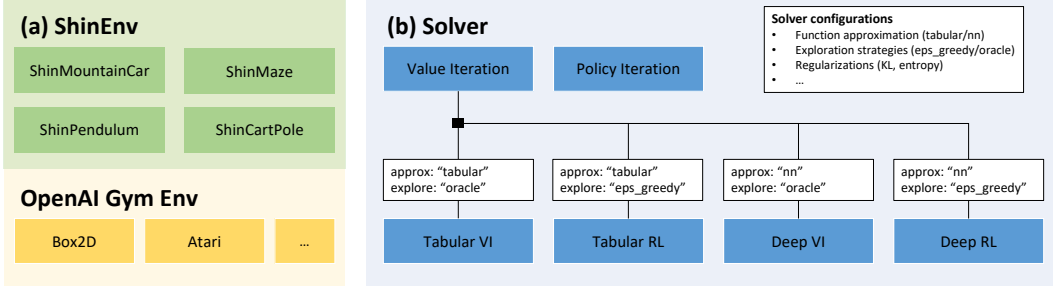 (a) ShinEnv
ShinMountainCar
ShinMaze
ShinPendulum
ShinCartPole
OpenAI Gym Env
Box2D
Atari
...
(b) Solver
Value Iteration
Policy Iteration
Solver configurations
• Function approximation (tabular/nn)
• Exploration strategies (eps_greedy/oracle)
• Regularizations (KL, entropy)
• ...
approx: “tabular”
explore: “oracle”
approx: “tabular”
explore: “eps_greedy”
approx: “nn”
explore: “oracle”
approx: “nn”
explore: “eps_greedy”
Tabular VI
Tabular RL
Deep VI
Deep RL